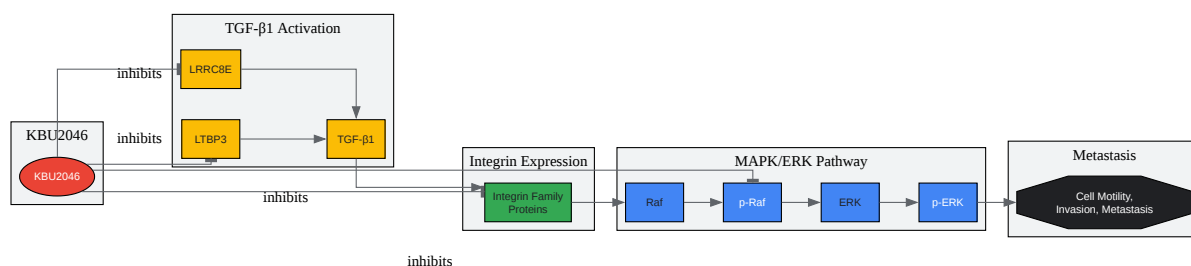 TGF-β1 Activation
LRRC8E
inhibits
KBU2046
inhibits
LTBP3
TGF-β1
KBU2046
Integrin Expression
MAPK/ERK Pathway
Metastasis
inhibits
Integrin Family
Proteins
Raf
p-Raf
ERK
p-ERK
Cell Motility,
Invasion, Metastasis
inhibits